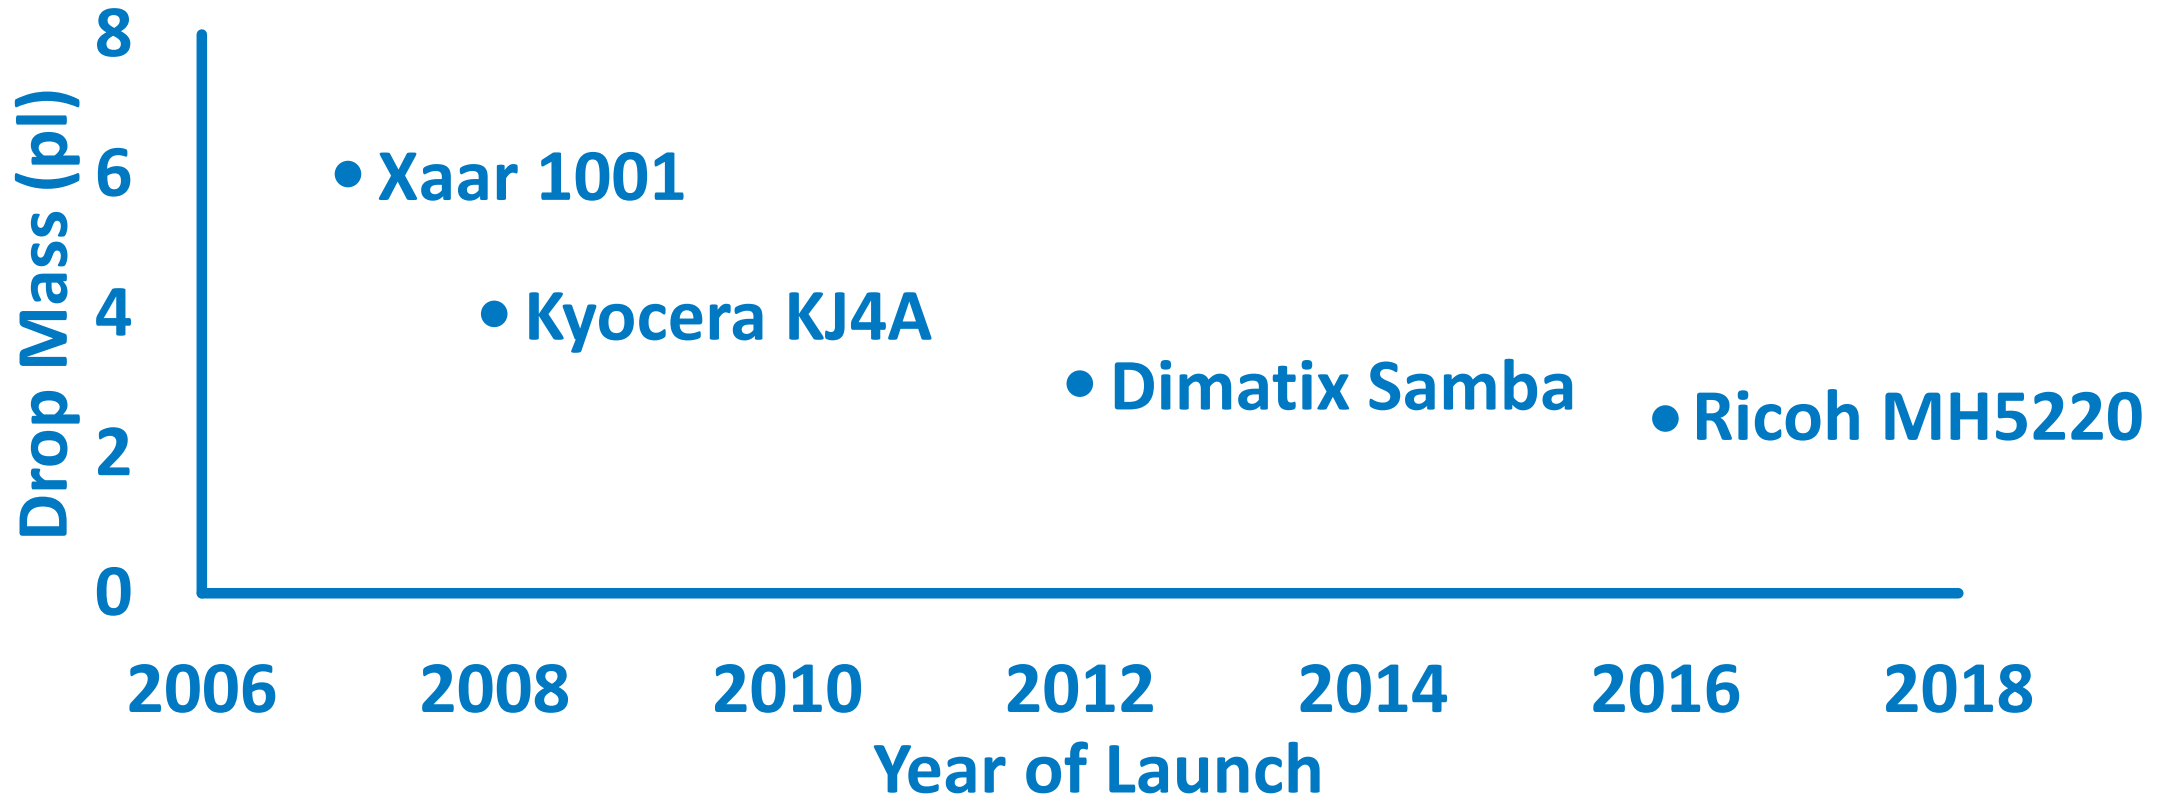 8
6
4
2
0
Drop Mass (pl)
Xaar 1001
Kyocera KJ4A
Dimatix Samba
Ricoh MH5220
2006 2008 2010 2012 2014 2016 2018
Year of Launch